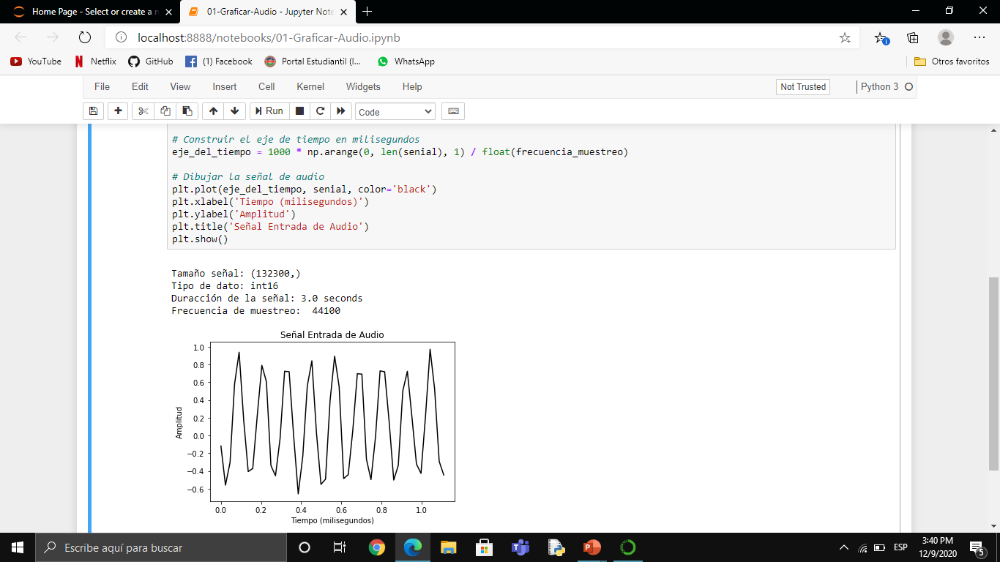 Home Page - Select or create a n
01-Graficar-Audio - Jupyter Note
localhost:8888/notebooks/01-Graficar-Audio.ipynb
YouTube Netflix GitHub (1) Facebook Portal Estudiantil (I... WhatsApp Otros favoritos
File Edit View Insert Cell Kernel Widgets Help Not Trusted Python 3
Run Code
# Construir el eje de tiempo en milisegundos
eje_del_tiempo = 1000 * np.arange(0, len(senial), 1) / float(frecuencia_muestreo)
# Dibujar la señal de audio
plt.plot(eje_del_tiempo, senial, color='black')
plt.xlabel('Tiempo (milisegundos)')
plt.ylabel('Amplitud')
plt.title('Señal Entrada de Audio')
plt.show()
Tamaño señal: (132300,)
Tipo de dato: int16
Duracción de la señal: 3.0 seconds
Frecuencia de muestreo:  44100
Señal Entrada de Audio
Amplitud
1.0
0.8
0.6
0.4
0.2
0.0
−0.2
−0.4
−0.6
0.0 0.2 0.4 0.6 0.8 1.0
Tiempo (milisegundos)
Escribe aquí para buscar
ESP
3:40 PM
12/9/2020
5